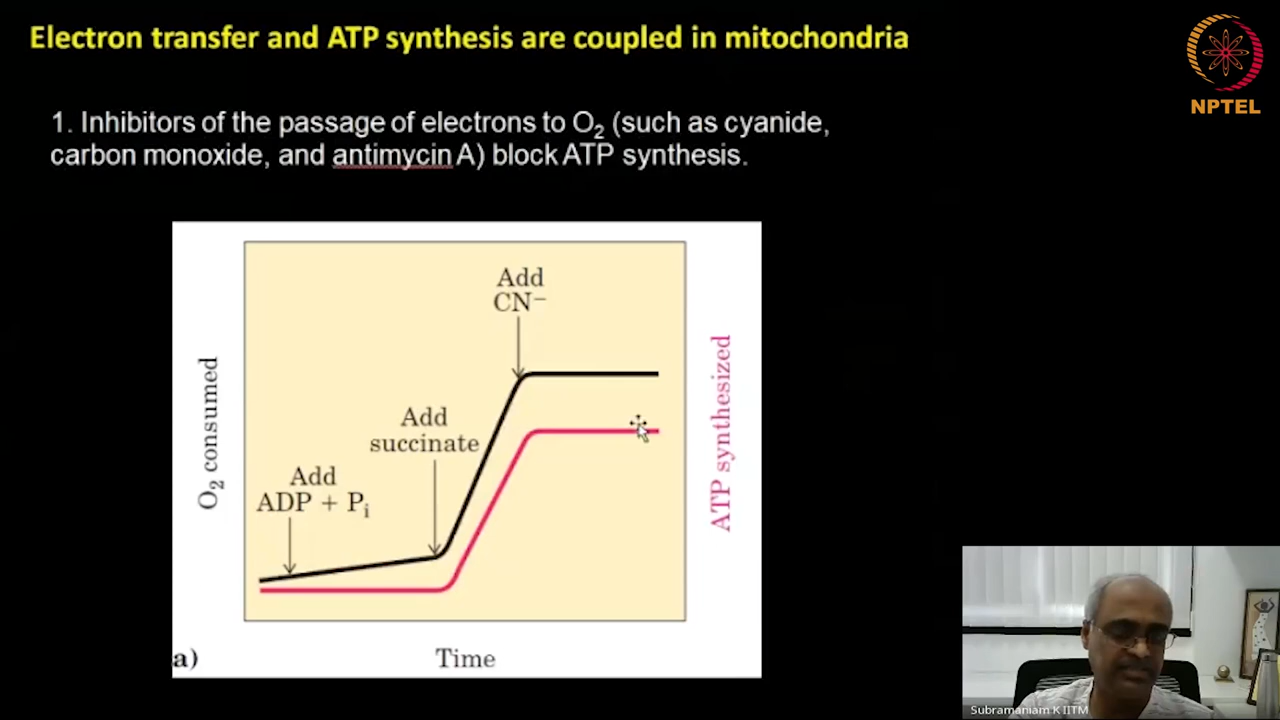 Electron transfer and ATP synthesis are coupled in mitochondria
NPTEL
1. Inhibitors of the passage of electrons to O₂ (such as cyanide,
carbon monoxide, and antimycin A) block ATP synthesis.
Add
CN⁻
Add
succinate
Add
ADP + Pᵢ
O₂ consumed
ATP synthesized
a)
Time
Subramaniam K IITM